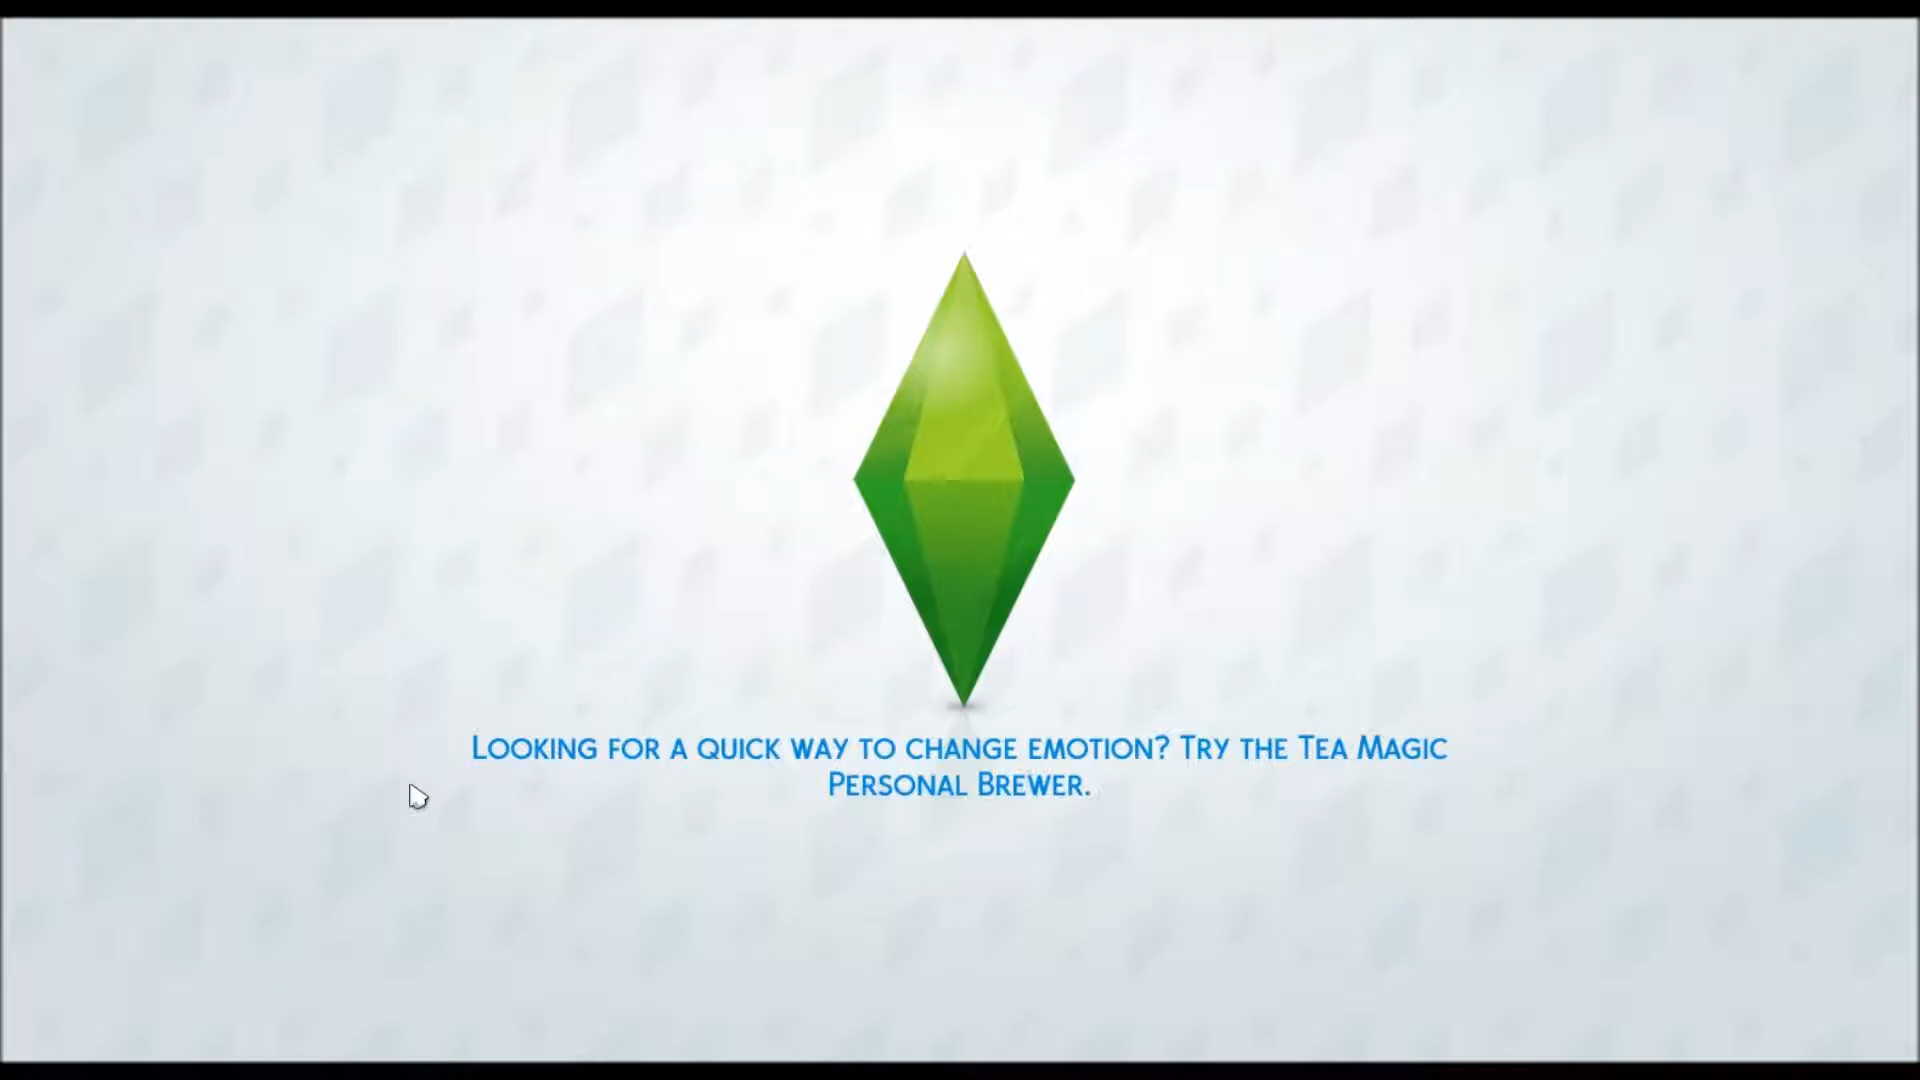 Looking for a quick way to change emotion? Try the Tea Magic
Personal Brewer.